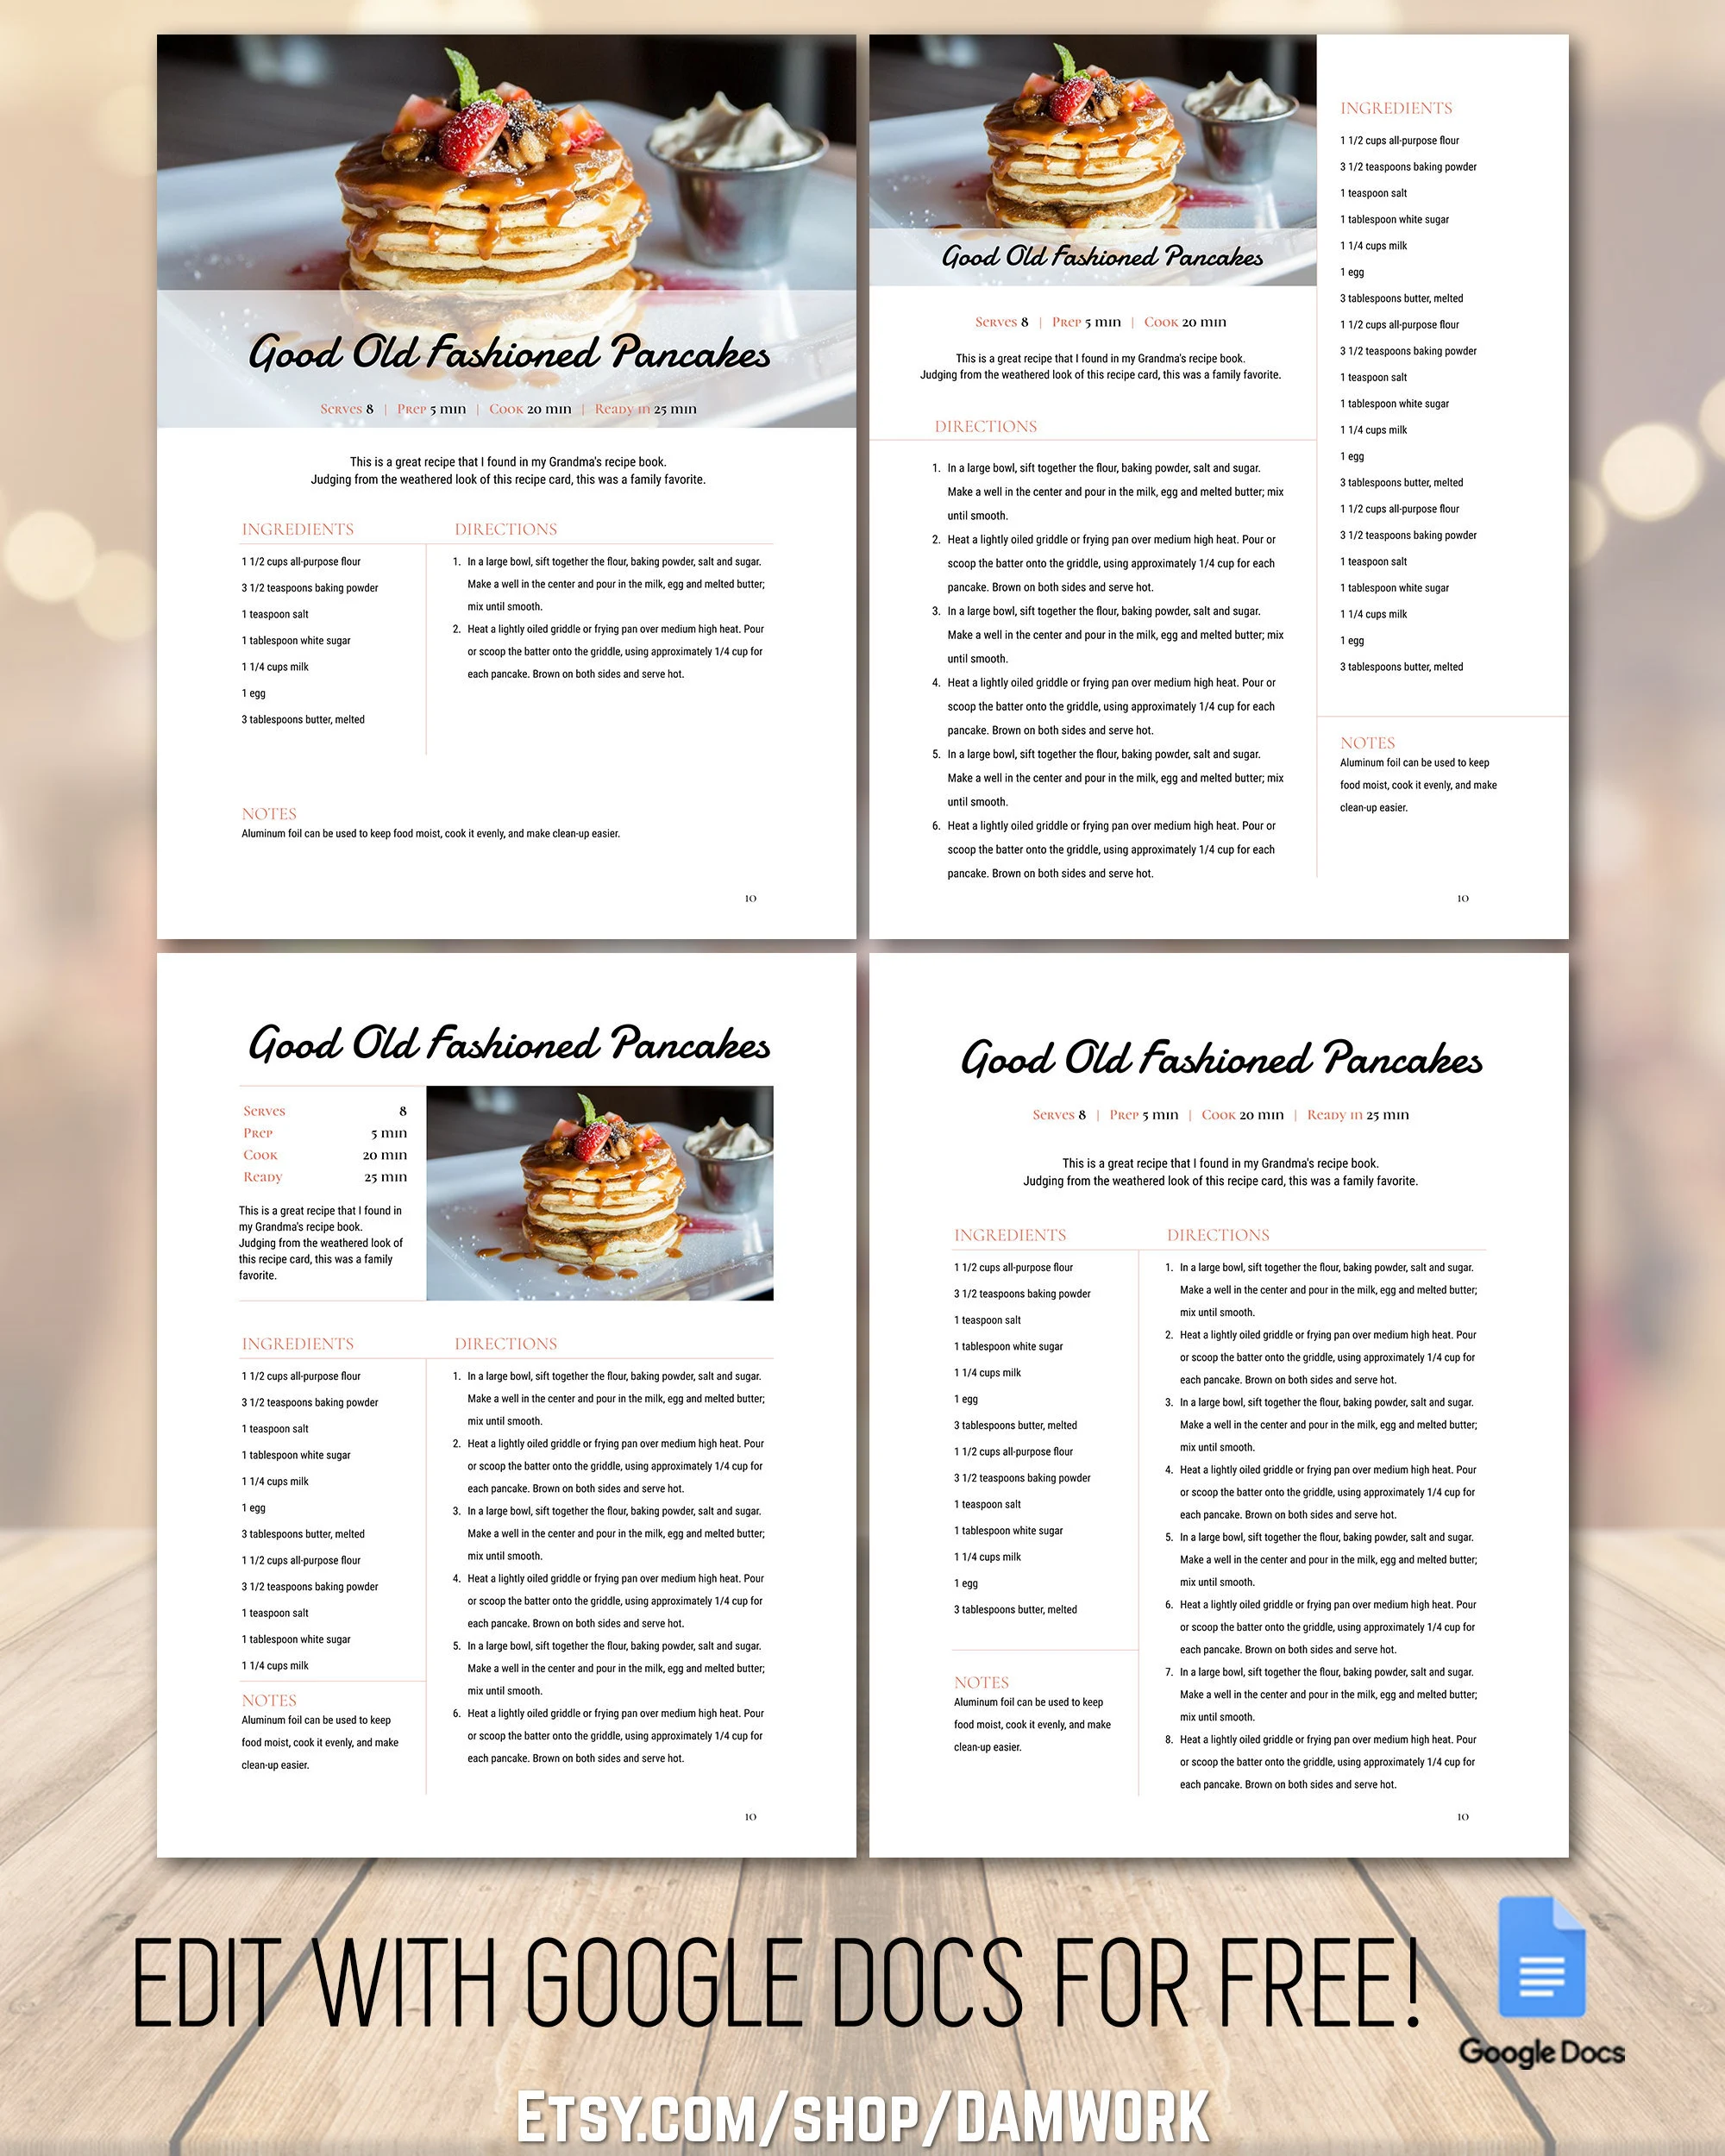 Good Old Fashioned Pancakes
Serves 8 | Prep 5 min | Cook 20 min | Ready in 25 min
This is a great recipe that I found in my Grandma's recipe book.
Judging from the weathered look of this recipe card, this was a family favorite.
INGREDIENTS
1 1/2 cups all-purpose flour
3 1/2 teaspoons baking powder
1 teaspoon salt
1 tablespoon white sugar
1 1/4 cups milk
1 egg
3 tablespoons butter, melted
DIRECTIONS
1. In a large bowl, sift together the flour, baking powder, salt and sugar.
Make a well in the center and pour in the milk, egg and melted butter;
mix until smooth.
2. Heat a lightly oiled griddle or frying pan over medium high heat. Pour
or scoop the batter onto the griddle, using approximately 1/4 cup for
each pancake. Brown on both sides and serve hot.
NOTES
Aluminum foil can be used to keep food moist, cook it evenly, and make clean-up easier.
10
Good Old Fashioned Pancakes
Serves 8 | Prep 5 min | Cook 20 min
This is a great recipe that I found in my Grandma's recipe book.
Judging from the weathered look of this recipe card, this was a family favorite.
DIRECTIONS
1. In a large bowl, sift together the flour, baking powder, salt and sugar.
Make a well in the center and pour in the milk, egg and melted butter; mix
until smooth.
2. Heat a lightly oiled griddle or frying pan over medium high heat. Pour or
scoop the batter onto the griddle, using approximately 1/4 cup for each
pancake. Brown on both sides and serve hot.
3. In a large bowl, sift together the flour, baking powder, salt and sugar.
Make a well in the center and pour in the milk, egg and melted butter; mix
until smooth.
4. Heat a lightly oiled griddle or frying pan over medium high heat. Pour or
scoop the batter onto the griddle, using approximately 1/4 cup for each
pancake. Brown on both sides and serve hot.
5. In a large bowl, sift together the flour, baking powder, salt and sugar.
Make a well in the center and pour in the milk, egg and melted butter; mix
until smooth.
6. Heat a lightly oiled griddle or frying pan over medium high heat. Pour or
scoop the batter onto the griddle, using approximately 1/4 cup for each
pancake. Brown on both sides and serve hot.
INGREDIENTS
1 1/2 cups all-purpose flour
3 1/2 teaspoons baking powder
1 teaspoon salt
1 tablespoon white sugar
1 1/4 cups milk
1 egg
3 tablespoons butter, melted
1 1/2 cups all-purpose flour
3 1/2 teaspoons baking powder
1 teaspoon salt
1 tablespoon white sugar
1 1/4 cups milk
1 egg
3 tablespoons butter, melted
1 1/2 cups all-purpose flour
3 1/2 teaspoons baking powder
1 teaspoon salt
1 tablespoon white sugar
1 1/4 cups milk
1 egg
3 tablespoons butter, melted
NOTES
Aluminum foil can be used to keep
food moist, cook it evenly, and make
clean-up easier.
10
Good Old Fashioned Pancakes
Serves 8
Prep 5 min
Cook 20 min
Ready 25 min
This is a great recipe that I found in
my Grandma's recipe book.
Judging from the weathered look of
this recipe card, this was a family
favorite.
INGREDIENTS
1 1/2 cups all-purpose flour
3 1/2 teaspoons baking powder
1 teaspoon salt
1 tablespoon white sugar
1 1/4 cups milk
1 egg
3 tablespoons butter, melted
1 1/2 cups all-purpose flour
3 1/2 teaspoons baking powder
1 teaspoon salt
1 tablespoon white sugar
1 1/4 cups milk
NOTES
Aluminum foil can be used to keep
food moist, cook it evenly, and make
clean-up easier.
DIRECTIONS
1. In a large bowl, sift together the flour, baking powder, salt and sugar.
Make a well in the center and pour in the milk, egg and melted butter;
mix until smooth.
2. Heat a lightly oiled griddle or frying pan over medium high heat. Pour
or scoop the batter onto the griddle, using approximately 1/4 cup for
each pancake. Brown on both sides and serve hot.
3. In a large bowl, sift together the flour, baking powder, salt and sugar.
Make a well in the center and pour in the milk, egg and melted butter;
mix until smooth.
4. Heat a lightly oiled griddle or frying pan over medium high heat. Pour
or scoop the batter onto the griddle, using approximately 1/4 cup for
each pancake. Brown on both sides and serve hot.
5. In a large bowl, sift together the flour, baking powder, salt and sugar.
Make a well in the center and pour in the milk, egg and melted butter;
mix until smooth.
6. Heat a lightly oiled griddle or frying pan over medium high heat. Pour
or scoop the batter onto the griddle, using approximately 1/4 cup for
each pancake. Brown on both sides and serve hot.
10
Good Old Fashioned Pancakes
Serves 8 | Prep 5 min | Cook 20 min | Ready in 25 min
This is a great recipe that I found in my Grandma's recipe book.
Judging from the weathered look of this recipe card, this was a family favorite.
INGREDIENTS
1 1/2 cups all-purpose flour
3 1/2 teaspoons baking powder
1 teaspoon salt
1 tablespoon white sugar
1 1/4 cups milk
1 egg
3 tablespoons butter, melted
1 1/2 cups all-purpose flour
3 1/2 teaspoons baking powder
1 teaspoon salt
1 tablespoon white sugar
1 1/4 cups milk
1 egg
3 tablespoons butter, melted
NOTES
Aluminum foil can be used to keep
food moist, cook it evenly, and make
clean-up easier.
DIRECTIONS
1. In a large bowl, sift together the flour, baking powder, salt and sugar.
Make a well in the center and pour in the milk, egg and melted butter;
mix until smooth.
2. Heat a lightly oiled griddle or frying pan over medium high heat. Pour
or scoop the batter onto the griddle, using approximately 1/4 cup for
each pancake. Brown on both sides and serve hot.
3. In a large bowl, sift together the flour, baking powder, salt and sugar.
Make a well in the center and pour in the milk, egg and melted butter;
mix until smooth.
4. Heat a lightly oiled griddle or frying pan over medium high heat. Pour
or scoop the batter onto the griddle, using approximately 1/4 cup for
each pancake. Brown on both sides and serve hot.
5. In a large bowl, sift together the flour, baking powder, salt and sugar.
Make a well in the center and pour in the milk, egg and melted butter;
mix until smooth.
6. Heat a lightly oiled griddle or frying pan over medium high heat. Pour
or scoop the batter onto the griddle, using approximately 1/4 cup for
each pancake. Brown on both sides and serve hot.
7. In a large bowl, sift together the flour, baking powder, salt and sugar.
Make a well in the center and pour in the milk, egg and melted butter;
mix until smooth.
8. Heat a lightly oiled griddle or frying pan over medium high heat. Pour
or scoop the batter onto the griddle, using approximately 1/4 cup for
each pancake. Brown on both sides and serve hot.
10
EDIT WITH GOOGLE DOCS FOR FREE!
Google Docs
Etsy.com/shop/DAMWORK